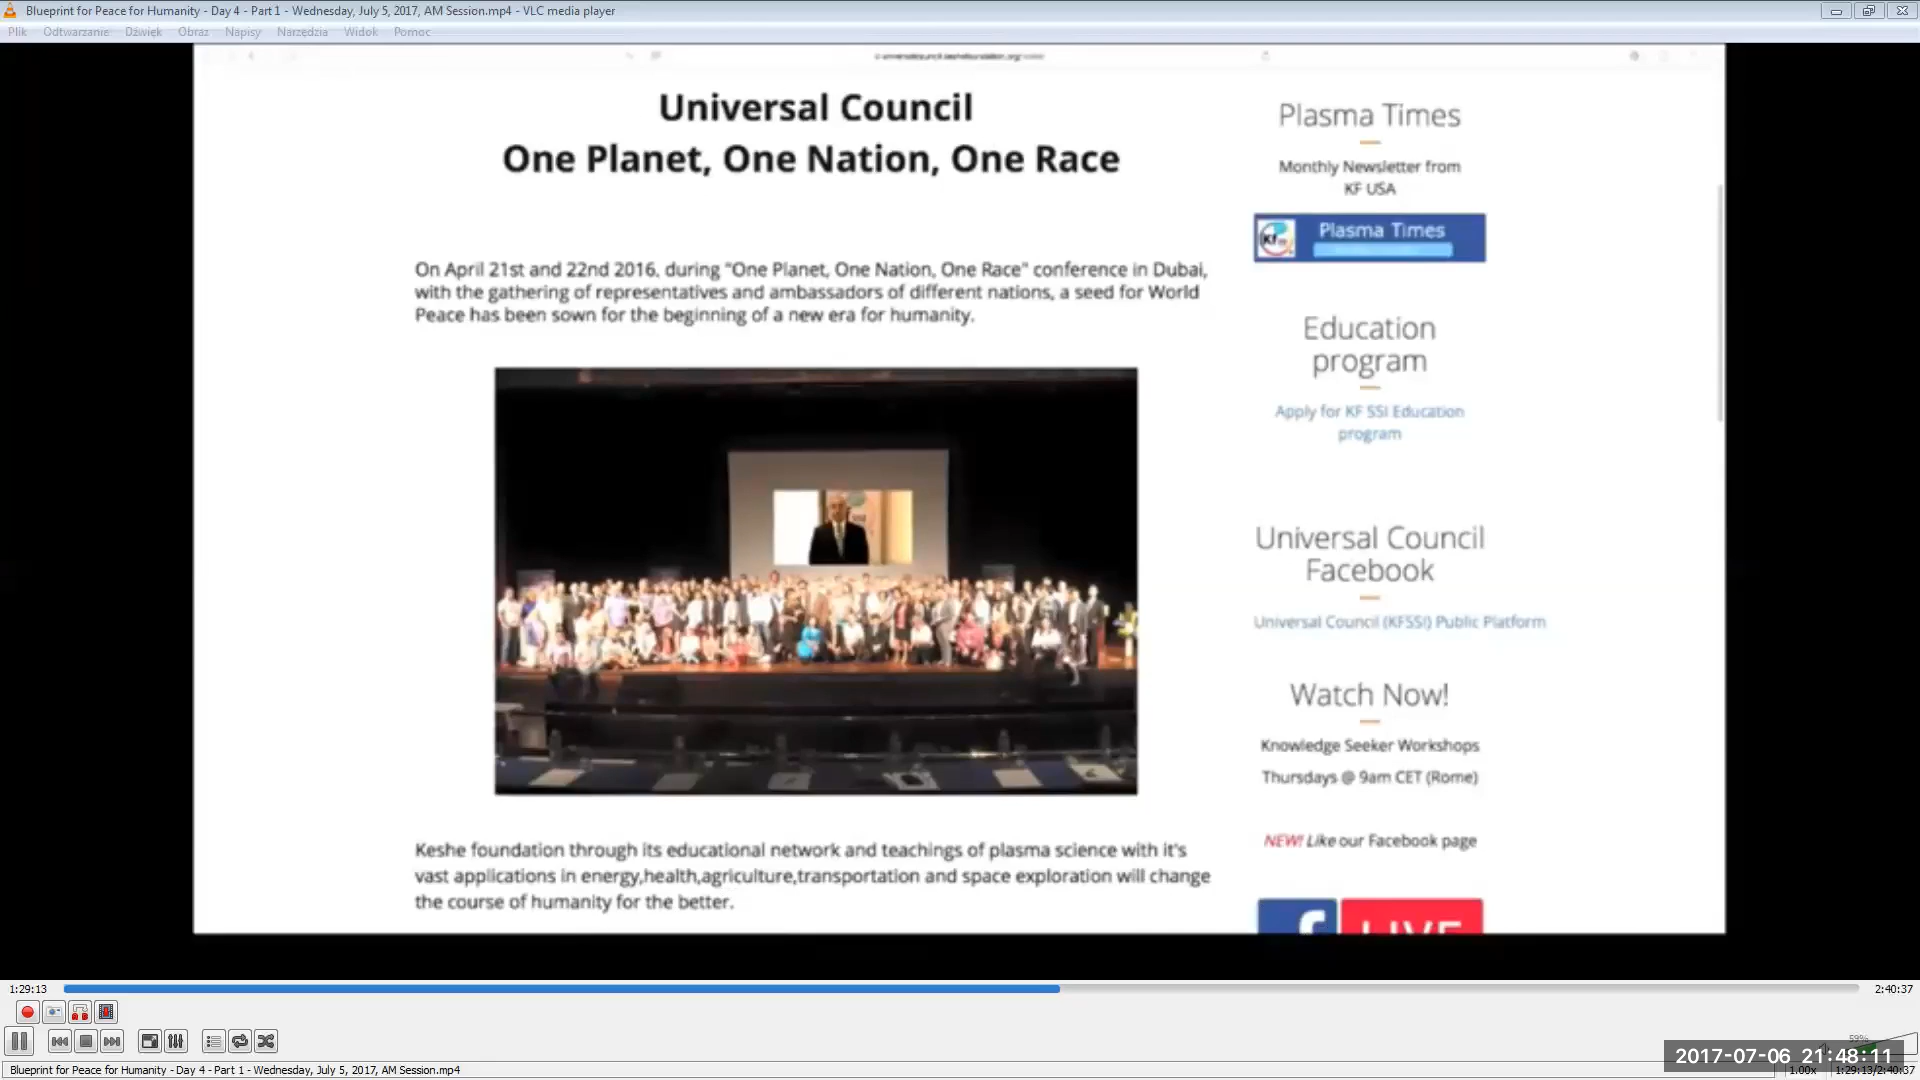 Blueprint for Peace for Humanity - Day 4 - Part 1 - Wednesday, July 5, 2017, AM Session.mp4 - VLC media player
Plik Odtwarzanie Dźwięk Obraz Napisy Narzędzia Widok Pomoc
Universal Council
One Planet, One Nation, One Race
On April 21st and 22nd 2016, during "One Planet, One Nation, One Race" conference in Dubai,
with the gathering of representatives and ambassadors of different nations, a seed for World
Peace has been sown for the beginning of a new era for humanity.
Keshe foundation through its educational network and teachings of plasma science with it's
vast applications in energy,health,agriculture,transportation and space exploration will change
the course of humanity for the better.
Plasma Times
Monthly Newsletter from
KF USA
Kf
Plasma Times
Education
program
Apply for KF SSI Education
program
Universal Council
Facebook
Universal Council (KFSSI) Public Platform
Watch Now!
Knowledge Seeker Workshops
Thursdays @ 9am CET (Rome)
NEW! Like our Facebook page
f LIVE
1:29:13
2:40:37
59%
2017-07-06 21:48:11
Blueprint for Peace for Humanity - Day 4 - Part 1 - Wednesday, July 5, 2017, AM Session.mp4
1.00x
1:29:13/2:40:37